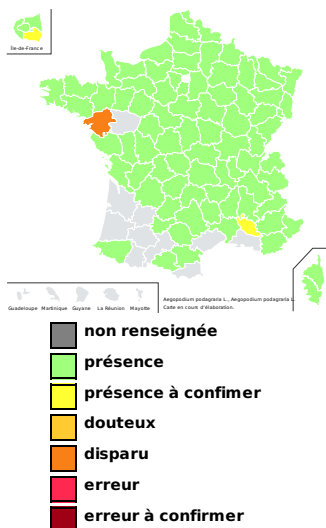 Île-de-France
Aegopodium podagraria L., Aegopodium podagraria L.
Guadeloupe Martinique Guyane La Réunion Mayotte
Carte en cours d'élaboration.
non renseignée
présence
présence à confimer
douteux
disparu
erreur
erreur à confirmer